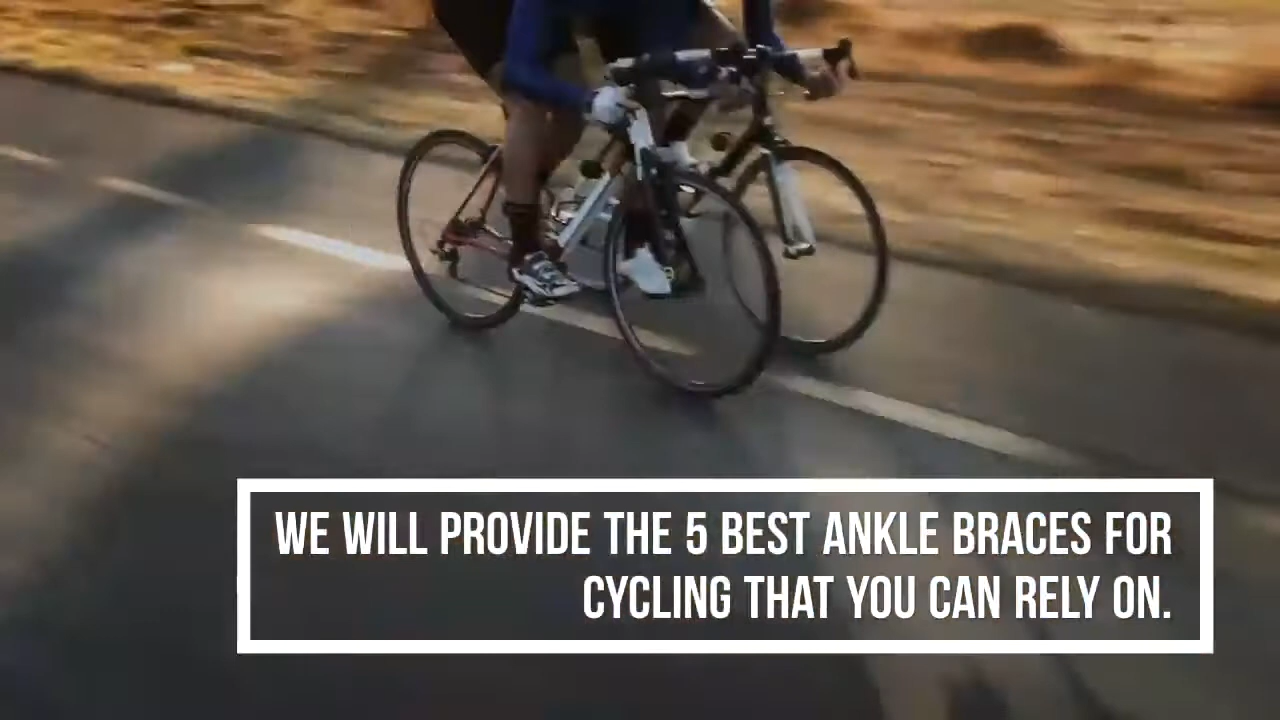 WE WILL PROVIDE THE 5 BEST ANKLE BRACES FOR
CYCLING THAT YOU CAN RELY ON.